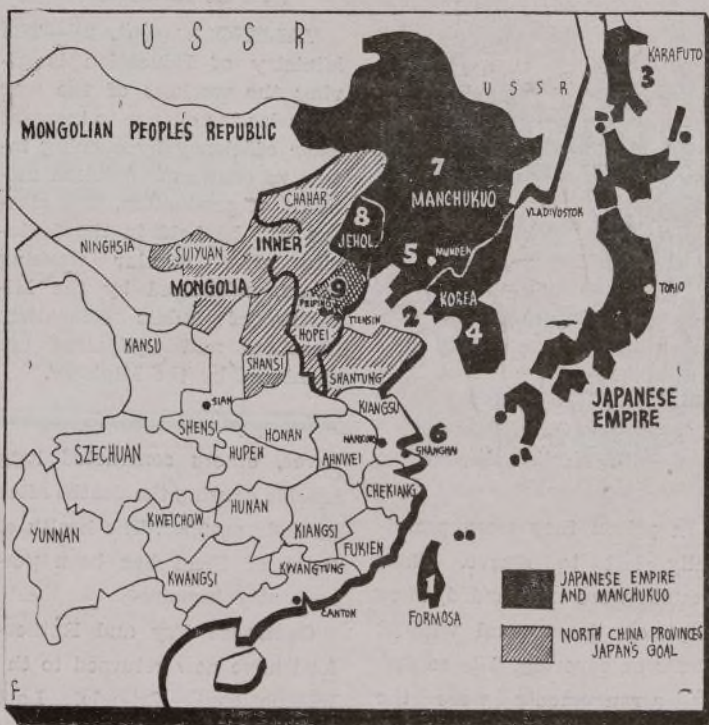 U S S R
KARAFUTO
3
U S S R
MONGOLIAN PEOPLE'S REPUBLIC
7
MANCHUKUO
VLADIVOSTOK
CHAHAR
8
JEHOL
NINGHSIA
SUIYUAN
INNER
MONGOLIA
5
MUKDEN
9
PEIPING
TIENSIN
2
KOREA
4
TOKIO
HOPEI
KANSU
SHANSI
SHANTUNG
JAPANESE
EMPIRE
SIAN
SHENSI
HONAN
KIANGSU
NANKING
6
SHANGHAI
SZECHUAN
HUPEH
AHNWEI
CHEKIANG
YUNNAN
KWEICHOW
HUNAN
KIANGSI
FUKIEN
KWANGSI
KWANGTUNG
CANTON
1
FORMOSA
JAPANESE EMPIRE
AND MANCHUKUO
NORTH CHINA PROVINCES
JAPAN'S GOAL